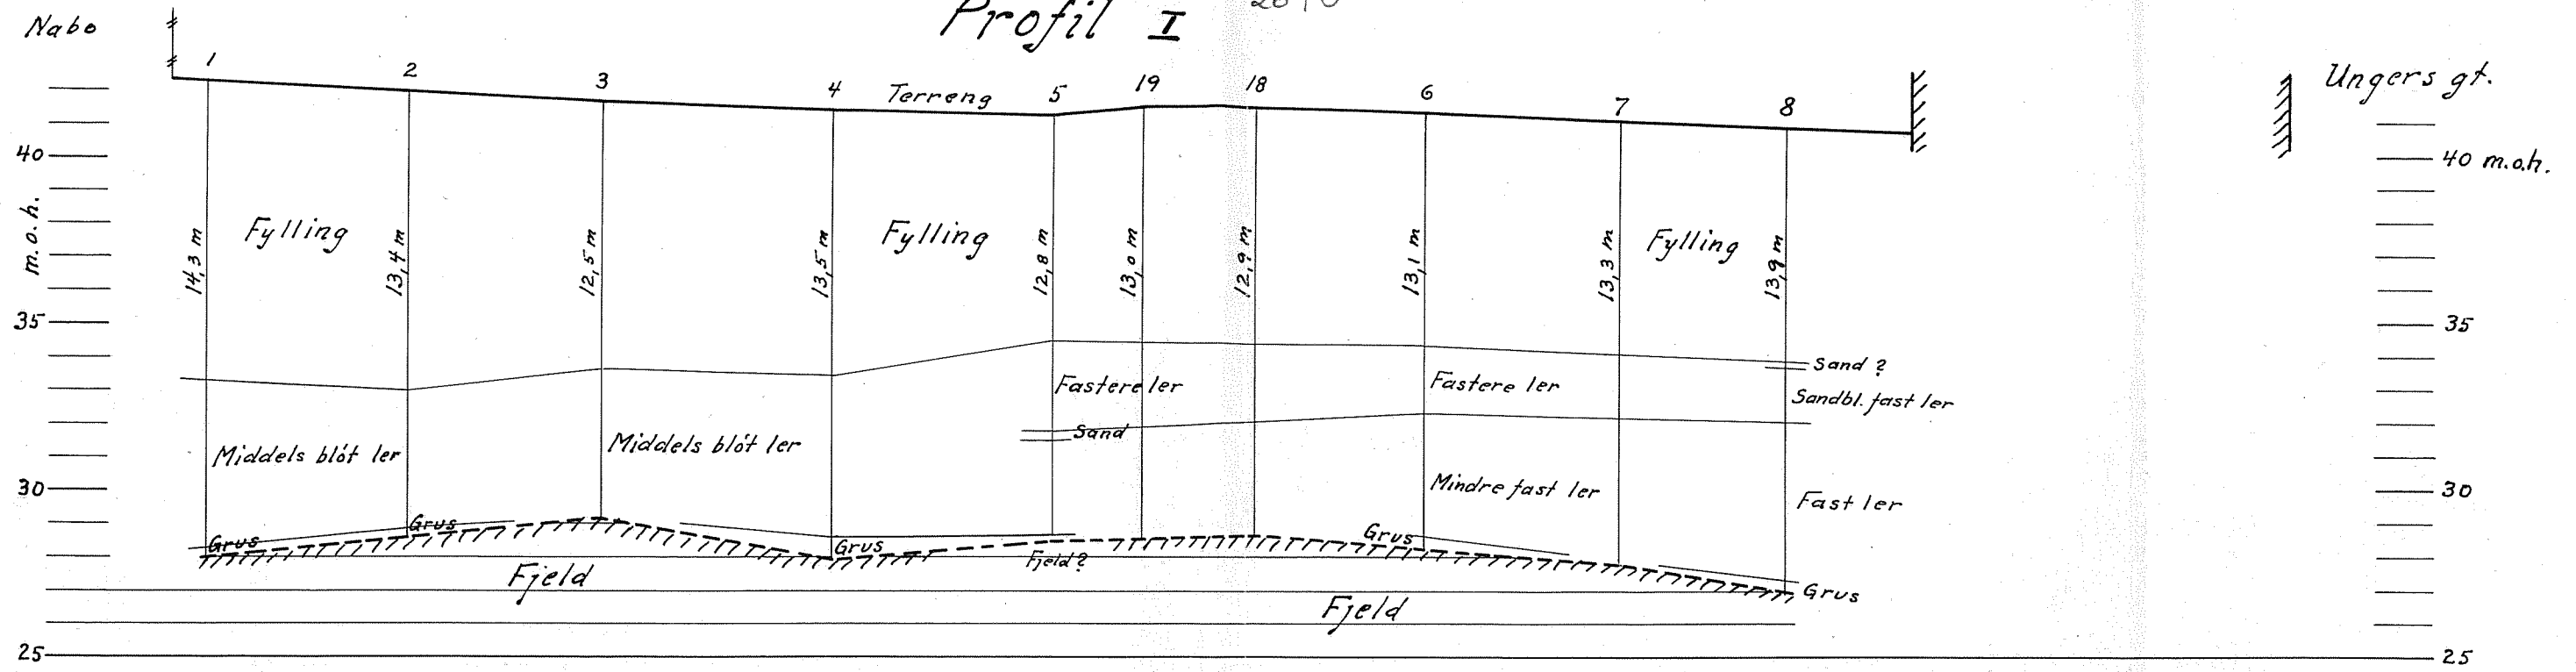 Profil I
Nabo
Ungers gt.
1 2 3 4 Terreng 5 19 18 6 7 8
40
40 m.o.h.
m.o.h.
Fylling Fylling Fylling
14,3 m 13,4 m 12,5 m 13,5 m 12,8 m 13,0 m 12,9 m 13,1 m 13,3 m 13,9 m
35
35
Sand ?
Fastere ler Fastere ler Sandbl. fast ler
Sand
Middels blót ler Middels blót ler
30
30
Mindre fast ler Fast ler
Grus Grus Grus Grus
Fjeld ?
Fjeld
Grus
Fjeld
25
25